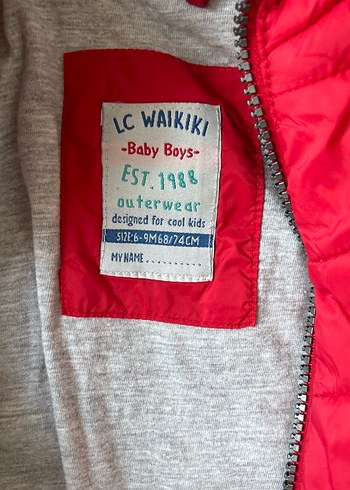 LC WAIKIKI
-Baby Boys-
EST. 1988
outerwear
designed for cool kids
SIZE:6-9M 68/74CM
MY NAME..........